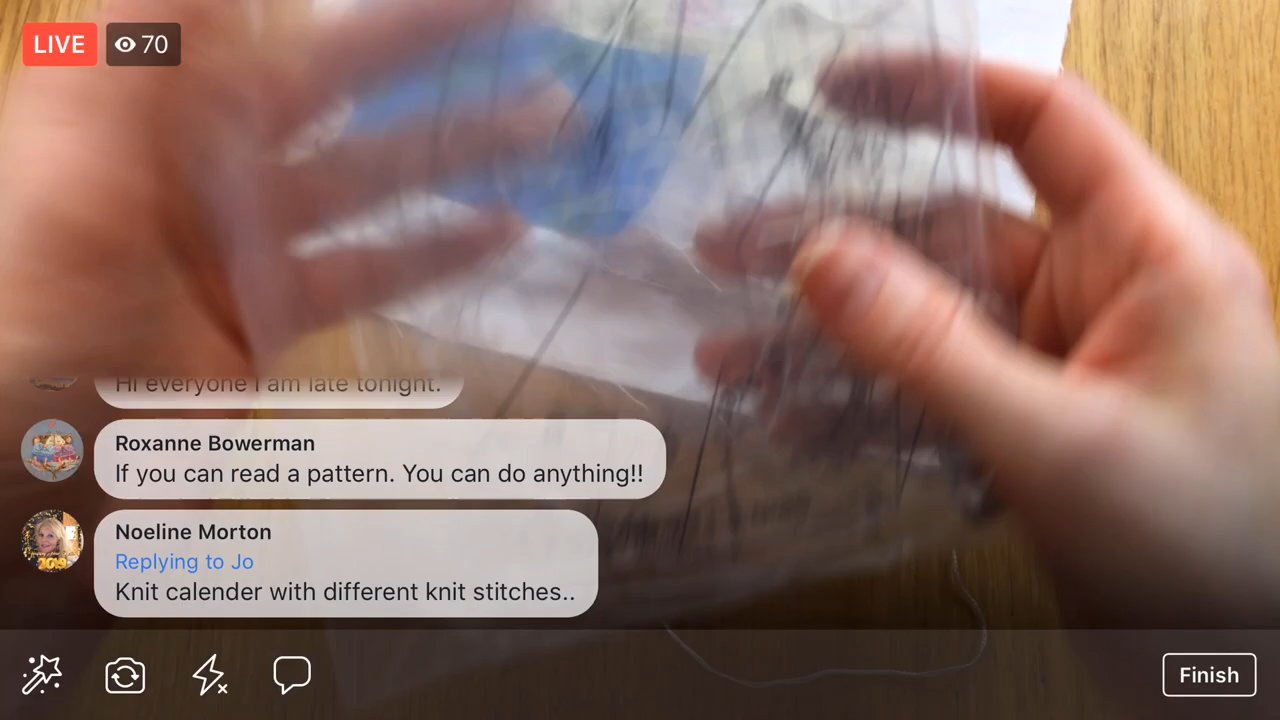 LIVE 70
Hi everyone I am late tonight.
Roxanne Bowerman
If you can read a pattern. You can do anything!!
Noeline Morton
Replying to Jo
Knit calender with different knit stitches..
2019
Finish